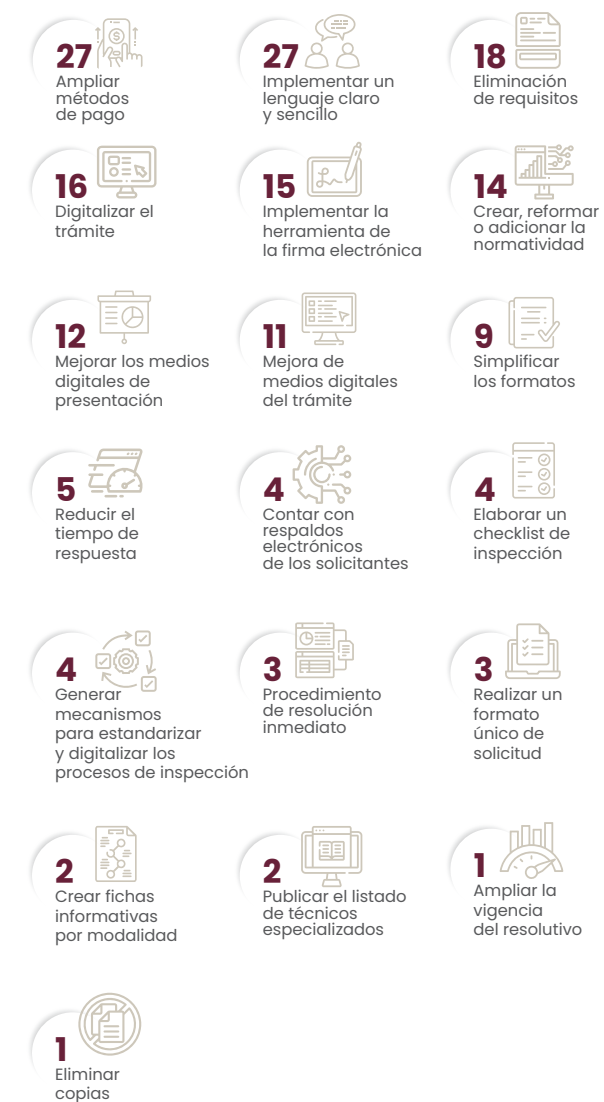 27
Ampliar
métodos
de pago
27
Implementar un
lenguaje claro
y sencillo
18
Eliminación
de requisitos
16
Digitalizar el
trámite
15
Implementar la
herramienta de
la firma electrónica
14
Crear, reformar
o adicionar la
normatividad
12
Mejorar los medios
digitales de
presentación
11
Mejora de
medios digitales
del trámite
9
Simplificar
los formatos
5
Reducir el
tiempo de
respuesta
4
Contar con
respaldos
electrónicos
de los solicitantes
4
Elaborar un
checklist de
inspección
4
Generar
mecanismos
para estandarizar
y digitalizar los
procesos de inspección
3
Procedimiento
de resolución
inmediato
3
Realizar un
formato
único de
solicitud
2
Crear fichas
informativas
por modalidad
2
Publicar el listado
de técnicos
especializados
1
Ampliar la
vigencia
del resolutivo
1
Eliminar
copias